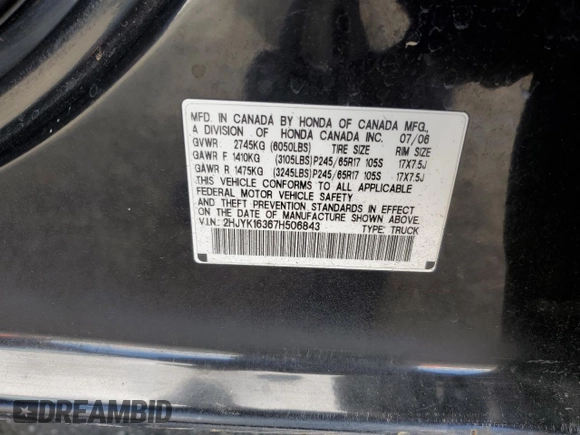 MFD. IN CANADA BY HONDA OF CANADA MFG.,
A DIVISION OF HONDA CANADA INC. 07/06
GVWR 2745KG (6050LBS) TIRE SIZE RIM SIZE
GAWR F 1410KG (3105LBS)P245/65R17 105S 17X7.5J
GAWR R 1475KG (3245LBS)P245/65R17 105S 17X7.5J
THIS VEHICLE CONFORMS TO ALL APPLICABLE
FEDERAL MOTOR VEHICLE SAFETY
AND THEFT PREVENTION STANDARDS IN EFFECT
ON THE DATE OF MANUFACTURE SHOWN ABOVE.
V.I.N: 2HJYK16367H506843 TYPE: TRUCK
DREAMBID